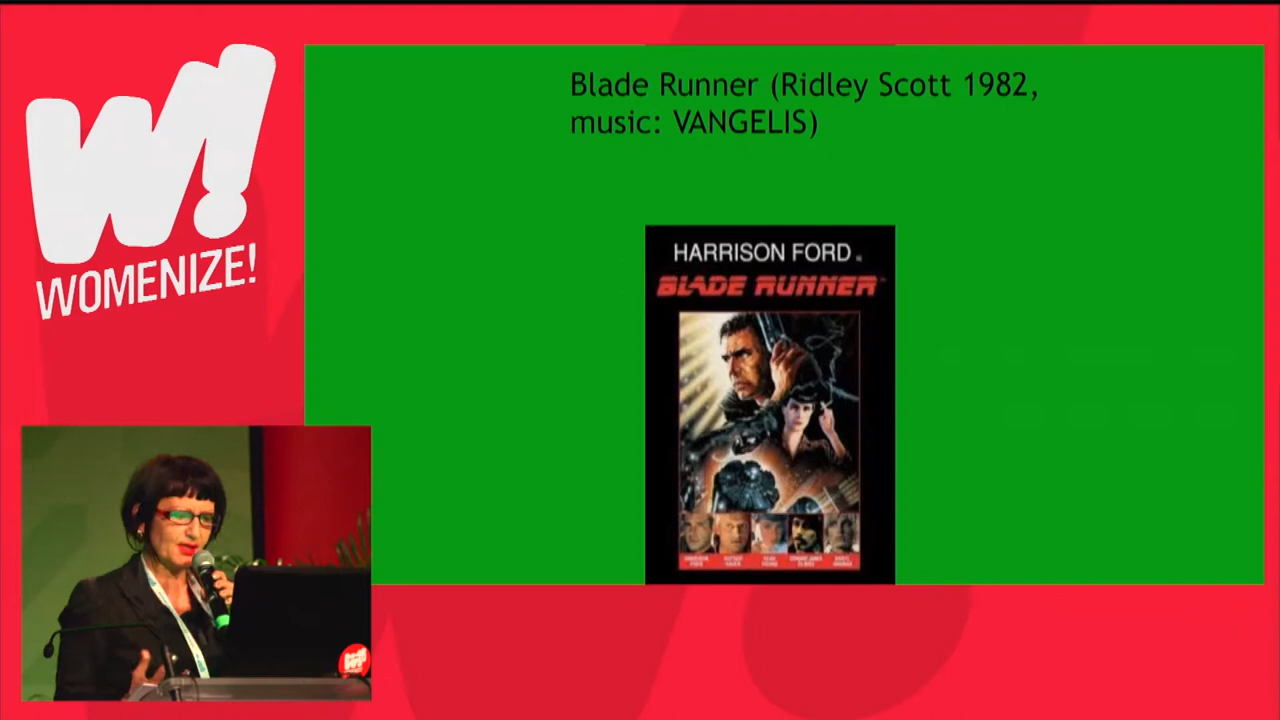 W!
WOMENIZE!
Blade Runner (Ridley Scott 1982,
music: VANGELIS)
HARRISON FORD
BLADE RUNNER